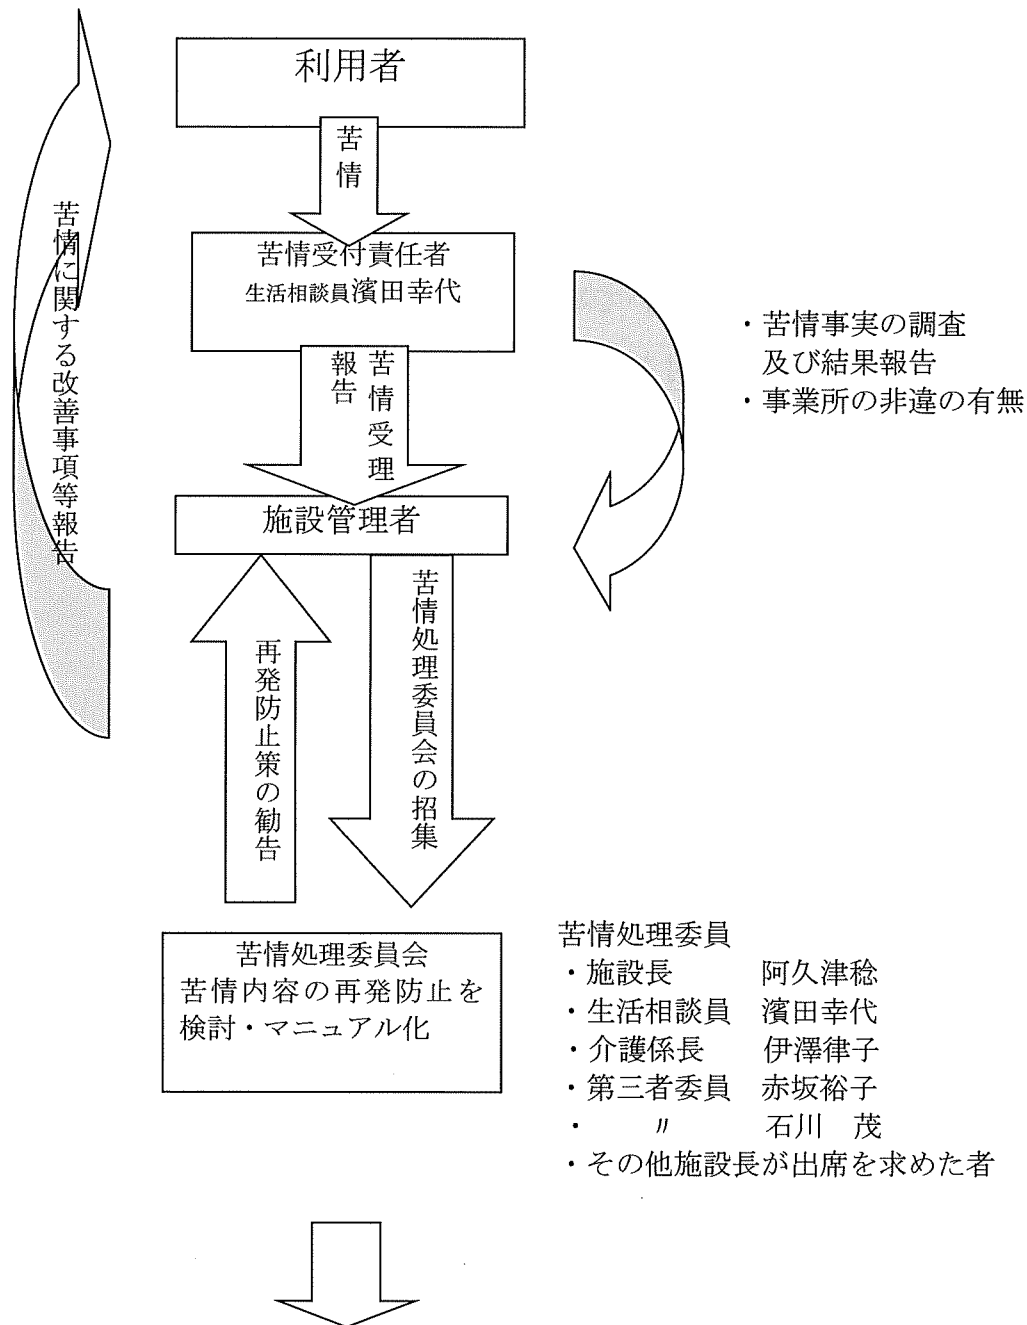 利用者
苦情
苦情受付責任者
生活相談員濱田幸代
苦情受理
報告
・苦情事実の調査
及び結果報告
・事業所の非違の有無
苦情に関する改善事項等報告
施設管理者
再発防止策の勧告
苦情処理委員会の招集
苦情処理委員会
苦情内容の再発防止を
検討・マニュアル化
苦情処理委員
・施設長　阿久津稔
・生活相談員　濱田幸代
・介護係長　伊澤律子
・第三者委員　赤坂裕子
・　〃　石川　茂
・その他施設長が出席を求めた者